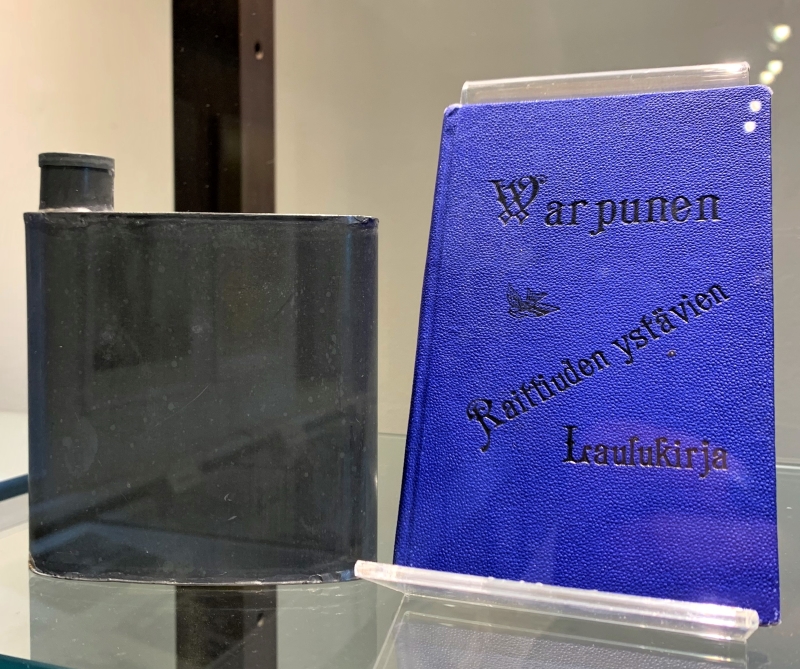 Warpunen
Raittiuden ystävien
Laulukirja